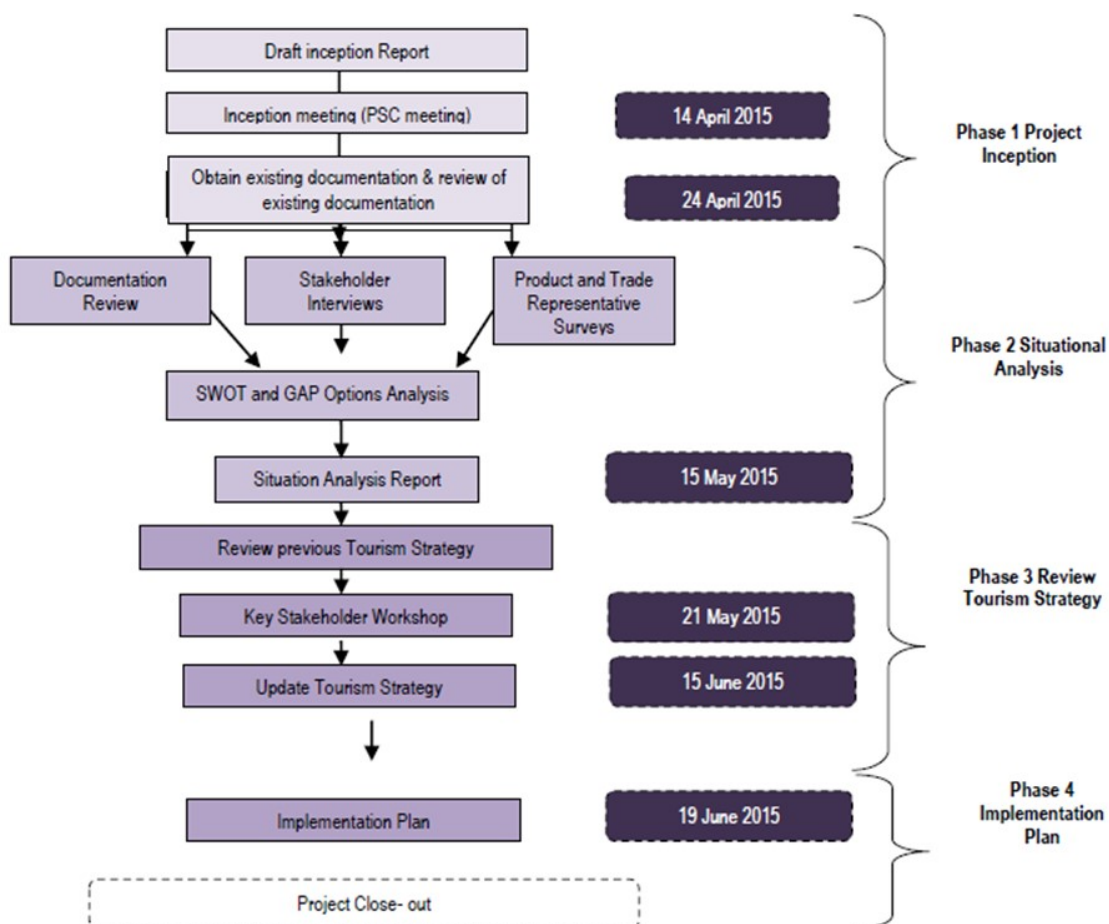 Draft inception Report
Inception meeting (PSC meeting)
14 April 2015
Phase 1 Project
Inception
Obtain existing documentation & review of
existing documentation
24 April 2015
Documentation
Review
Stakeholder
Interviews
Product and Trade
Representative
Surveys
Phase 2 Situational
Analysis
SWOT and GAP Options Analysis
Situation Analysis Report
15 May 2015
Review previous Tourism Strategy
Phase 3 Review
Tourism Strategy
Key Stakeholder Workshop
21 May 2015
Update Tourism Strategy
15 June 2015
Phase 4
Implementation
Plan
Implementation Plan
19 June 2015
Project Close- out